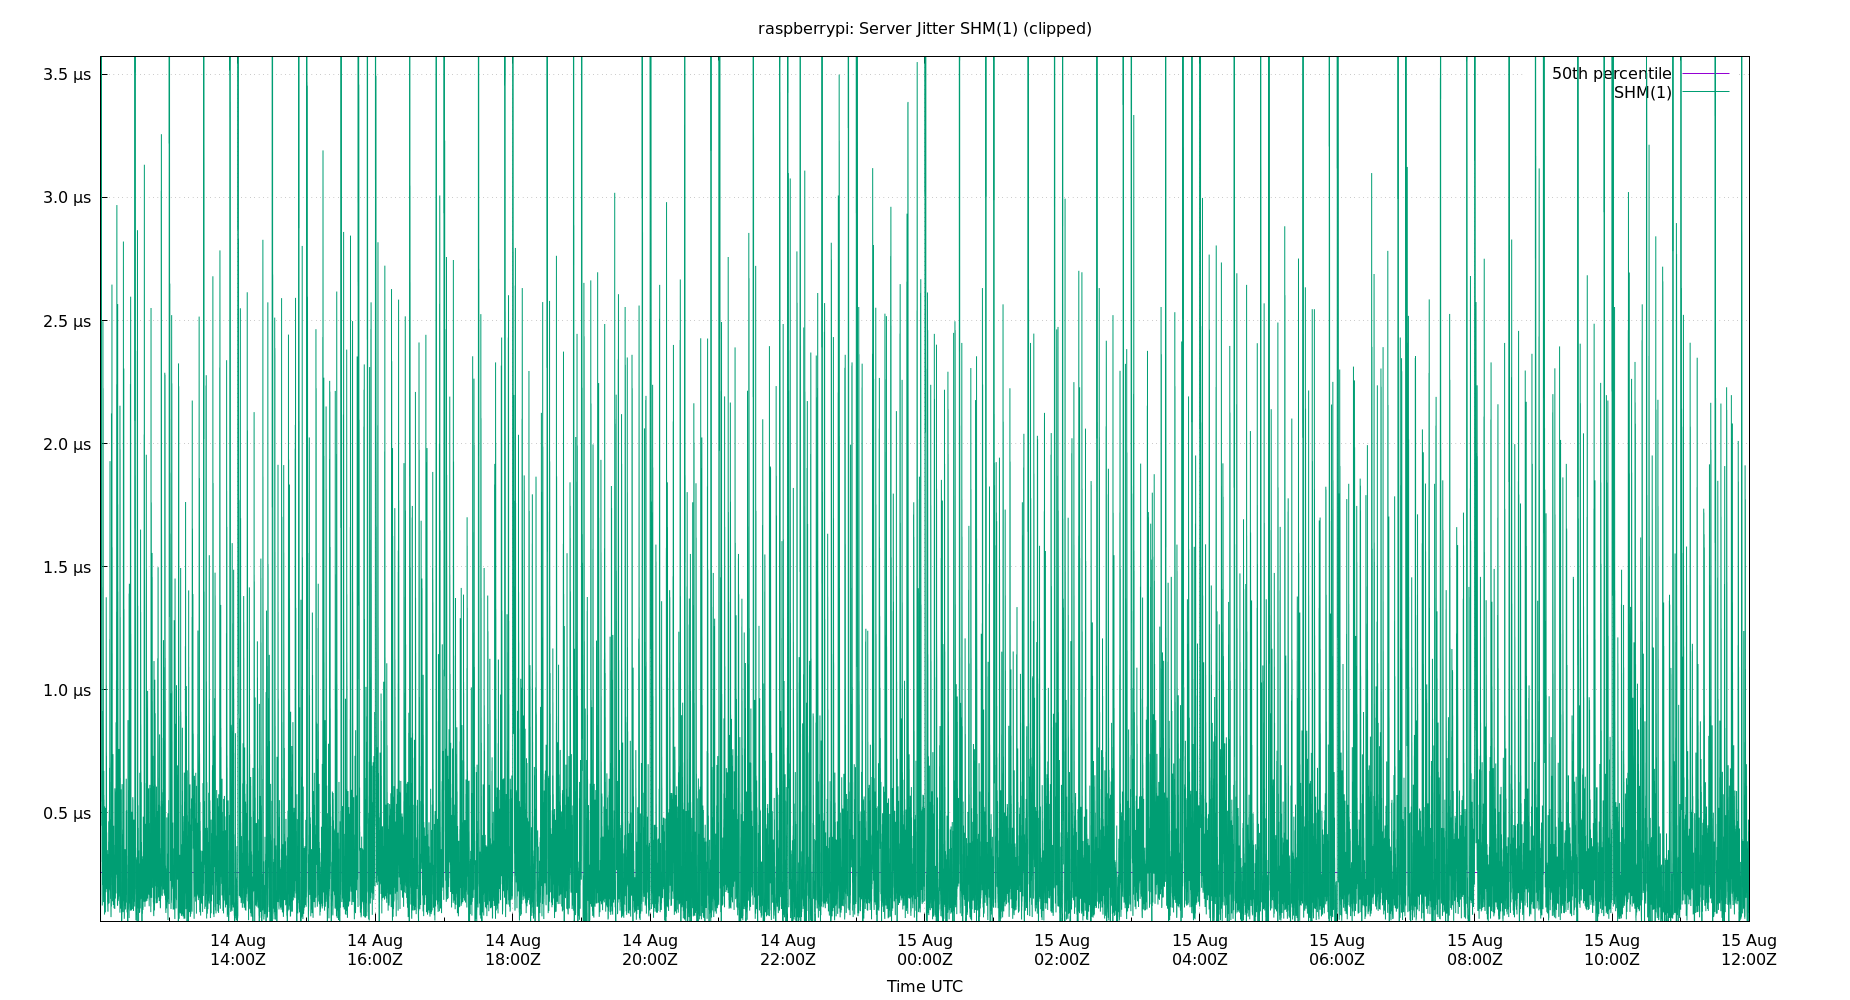 raspberrypi: Server Jitter SHM(1) (clipped)
50th percentile
SHM(1)
3.5 µs
3.0 µs
2.5 µs
2.0 µs
1.5 µs
1.0 µs
0.5 µs
14 Aug 14 Aug 14 Aug 14 Aug 14 Aug 15 Aug 15 Aug 15 Aug 15 Aug 15 Aug 15 Aug 15 Aug
14:00Z 16:00Z 18:00Z 20:00Z 22:00Z 00:00Z 02:00Z 04:00Z 06:00Z 08:00Z 10:00Z 12:00Z
Time UTC